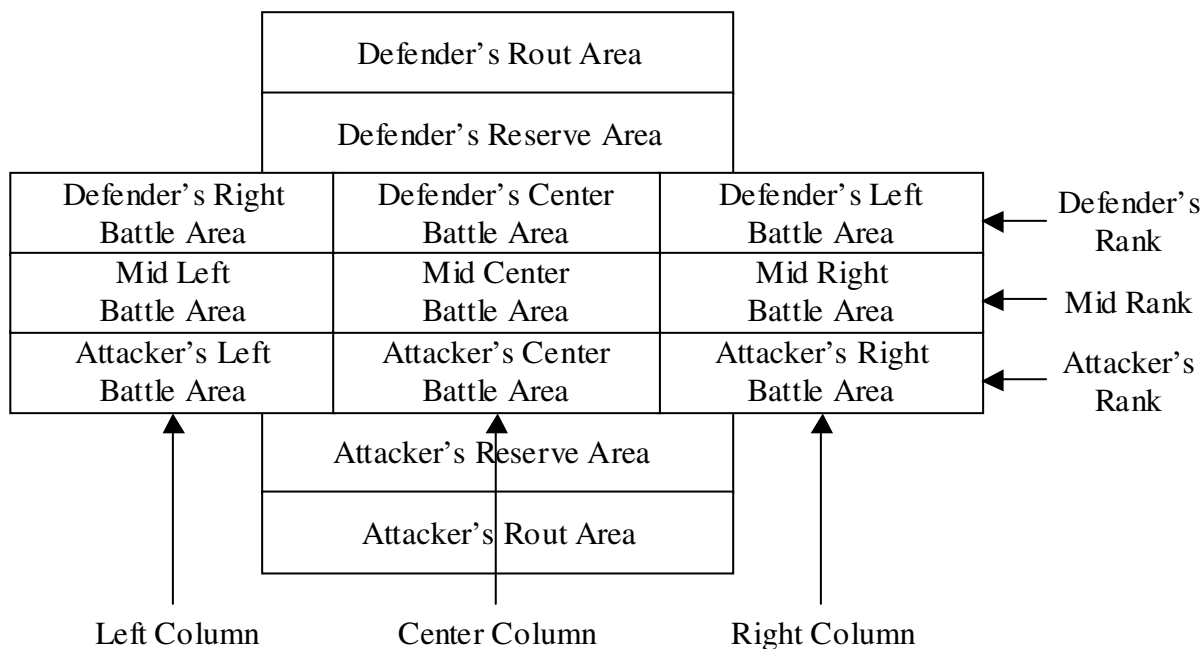 Defender's Rout Area
Defender's Reserve Area
Defender's Right
Battle Area
Defender's Center
Battle Area
Defender's Left
Battle Area
Defender's
Rank
Mid Left
Battle Area
Mid Center
Battle Area
Mid Right
Battle Area
Mid Rank
Attacker's Left
Battle Area
Attacker's Center
Battle Area
Attacker's Right
Battle Area
Attacker's
Rank
Attacker's Reserve Area
Attacker's Rout Area
Left Column
Center Column
Right Column